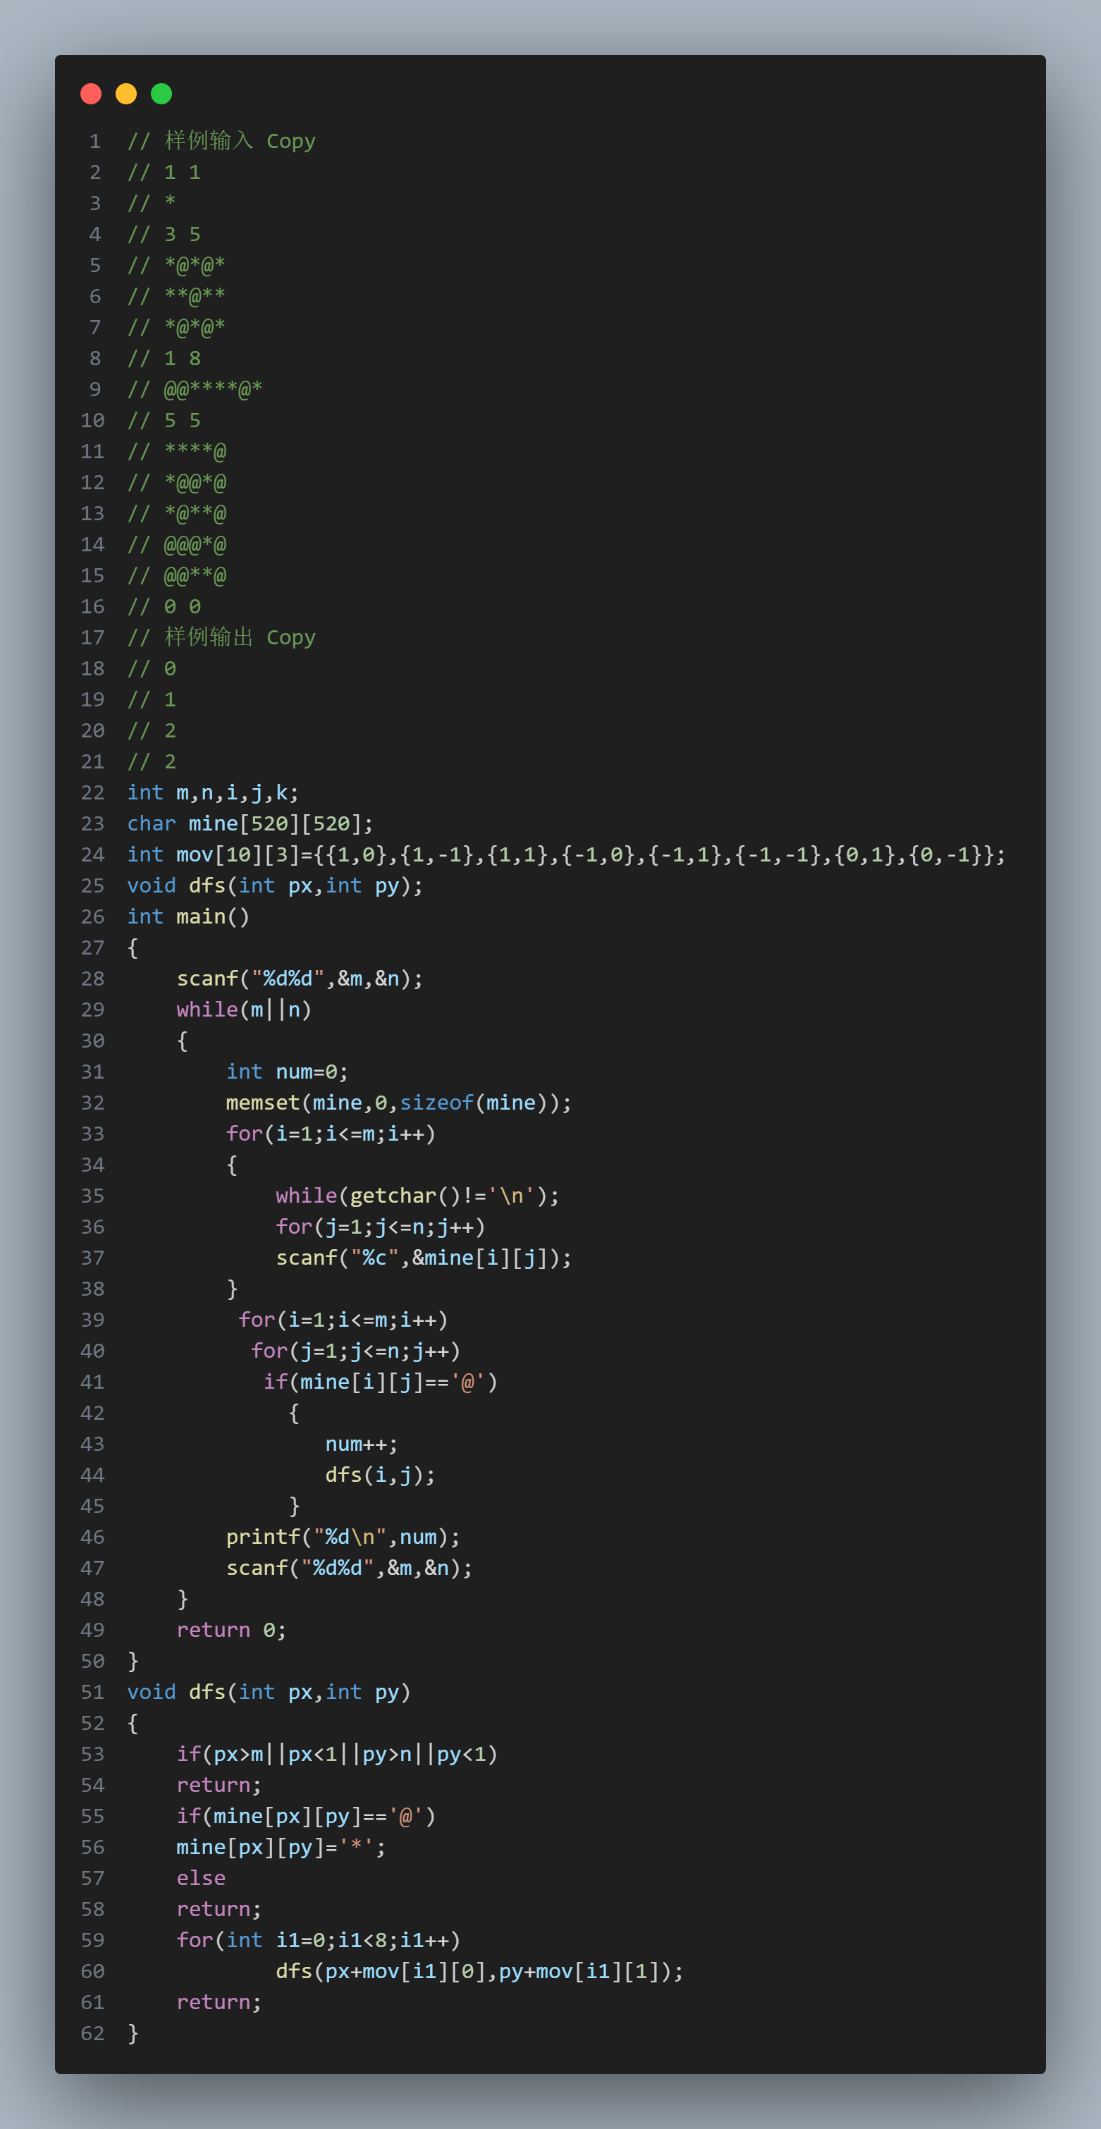 1 // 样例输入 Copy
2 // 1 1
3 // *
4 // 3 5
5 // *@*@*
6 // **@**
7 // *@*@*
8 // 1 8
9 // @@****@*
10 // 5 5
11 // ****@
12 // *@@*@
13 // *@**@
14 // @@@*@
15 // @@**@
16 // 0 0
17 // 样例输出 Copy
18 // 0
19 // 1
20 // 2
21 // 2
22 int m,n,i,j,k;
23 char mine[520][520];
24 int mov[10][3]={{1,0},{1,-1},{1,1},{-1,0},{-1,1},{-1,-1},{0,1},{0,-1}};
25 void dfs(int px,int py);
26 int main()
27 {
28     scanf("%d%d",&m,&n);
29     while(m||n)
30     {
31         int num=0;
32         memset(mine,0,sizeof(mine));
33         for(i=1;i<=m;i++)
34         {
35             while(getchar()!='\n');
36             for(j=1;j<=n;j++)
37             scanf("%c",&mine[i][j]);
38         }
39          for(i=1;i<=m;i++)
40           for(j=1;j<=n;j++)
41            if(mine[i][j]=='@')
42              {
43                 num++;
44                 dfs(i,j);
45              }
46         printf("%d\n",num);
47         scanf("%d%d",&m,&n);
48     }
49     return 0;
50 }
51 void dfs(int px,int py)
52 {
53     if(px>m||px<1||py>n||py<1)
54     return;
55     if(mine[px][py]=='@')
56     mine[px][py]='*';
57     else
58     return;
59     for(int i1=0;i1<8;i1++)
60             dfs(px+mov[i1][0],py+mov[i1][1]);
61     return;
62 }